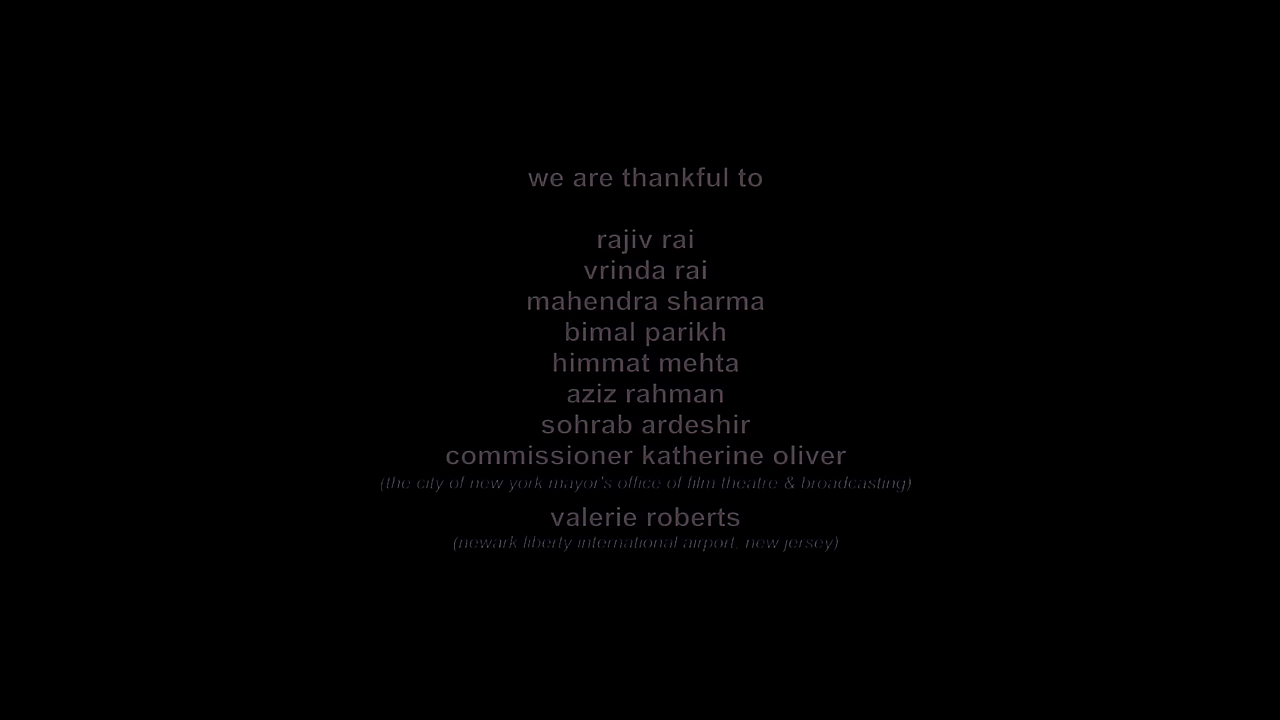 we are thankful to
rajiv rai
vrinda rai
mahendra sharma
bimal parikh
himmat mehta
aziz rahman
sohrab ardeshir
commissioner katherine oliver
(the city of new york mayor's office of film theatre & broadcasting)
valerie roberts
(newark liberty international airport, new jersey)